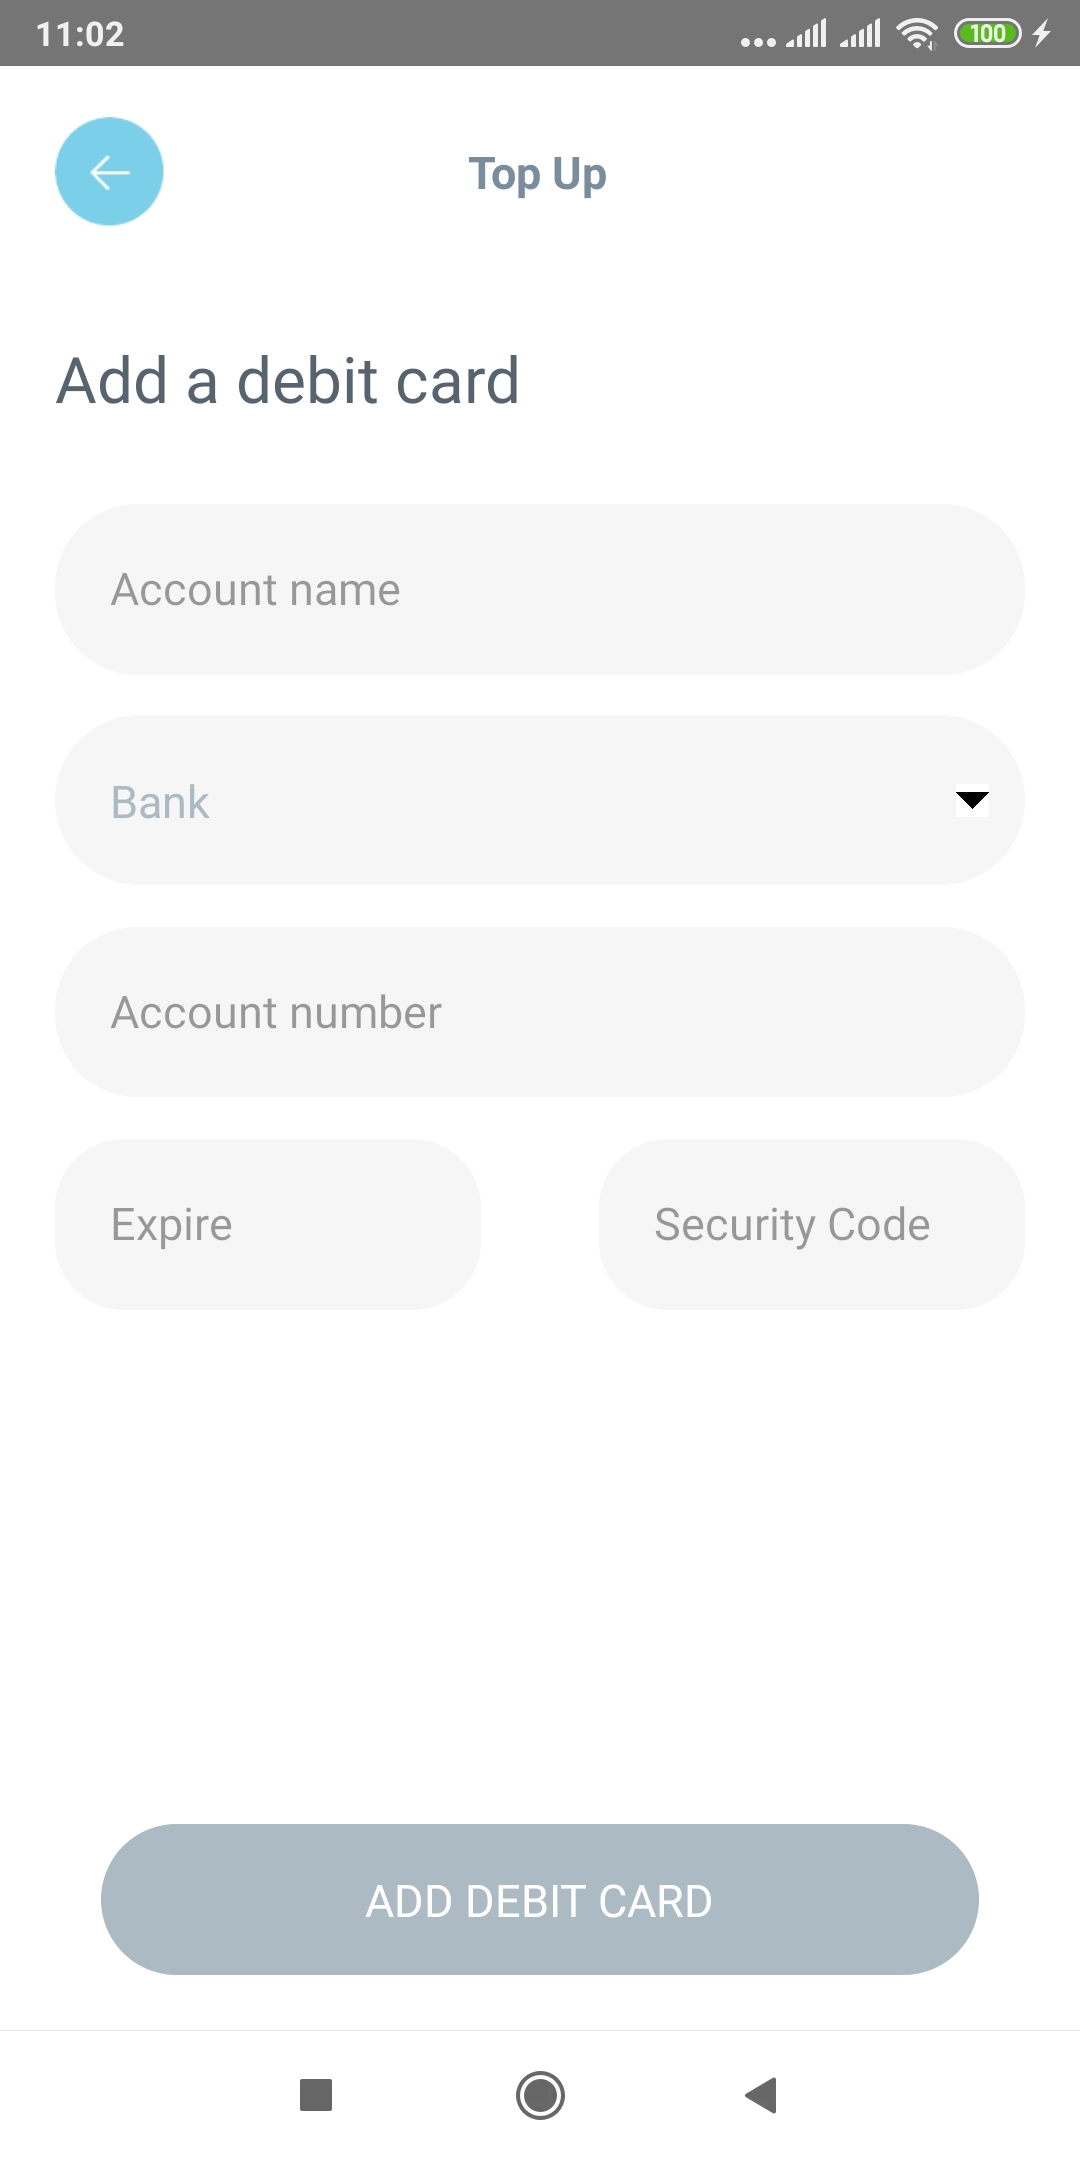 11:02
100
Top Up
Add a debit card
Account name
Bank
Account number
Expire
Security Code
ADD DEBIT CARD